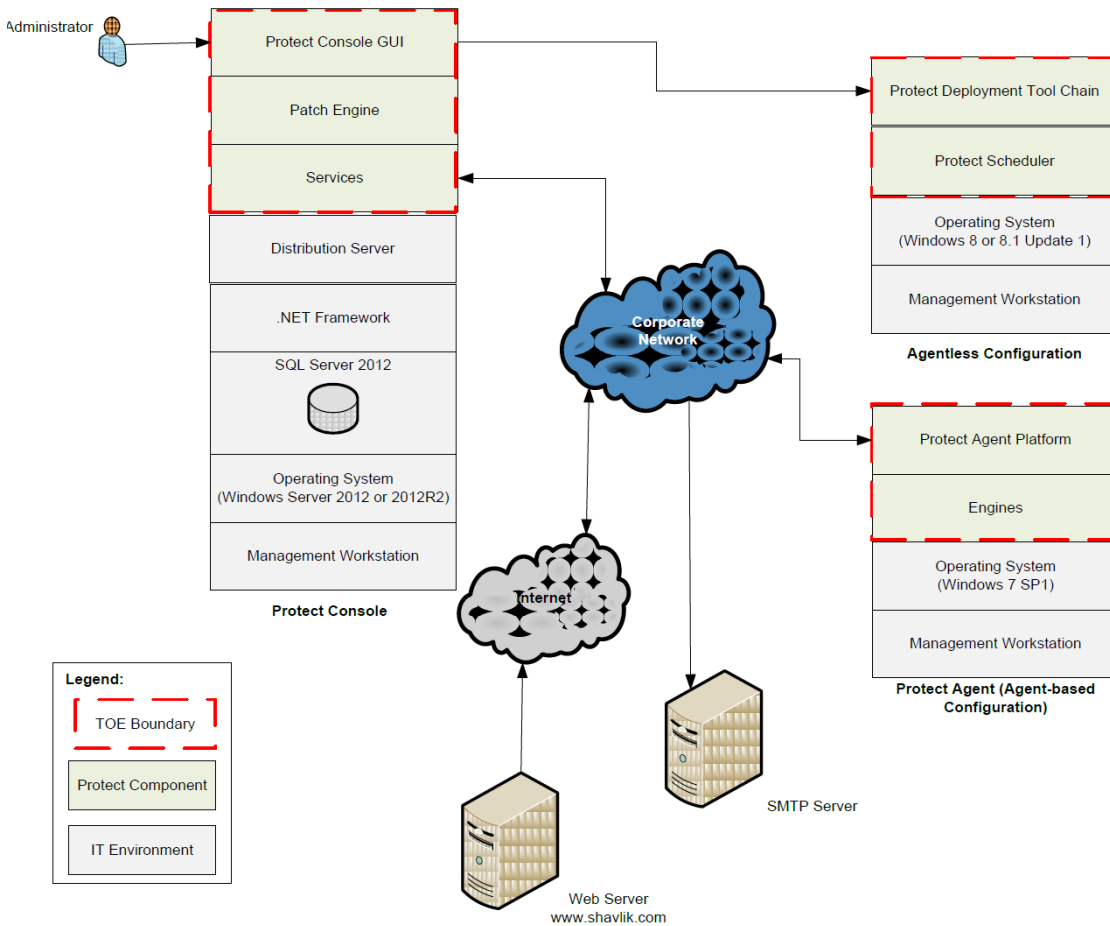 Administrator
Protect Console GUI
Patch Engine
Services
Distribution Server
.NET Framework
SQL Server 2012
Operating System
(Windows Server 2012 or 2012R2)
Management Workstation
Protect Console
Protect Deployment Tool Chain
Protect Scheduler
Operating System
(Windows 8 or 8.1 Update 1)
Management Workstation
Agentless Configuration
Corporate
Network
Protect Agent Platform
Engines
Operating System
(Windows 7 SP1)
Management Workstation
Protect Agent (Agent-based
Configuration)
Internet
Legend:
TOE Boundary
Protect Component
IT Environment
SMTP Server
Web Server
www.shavlik.com